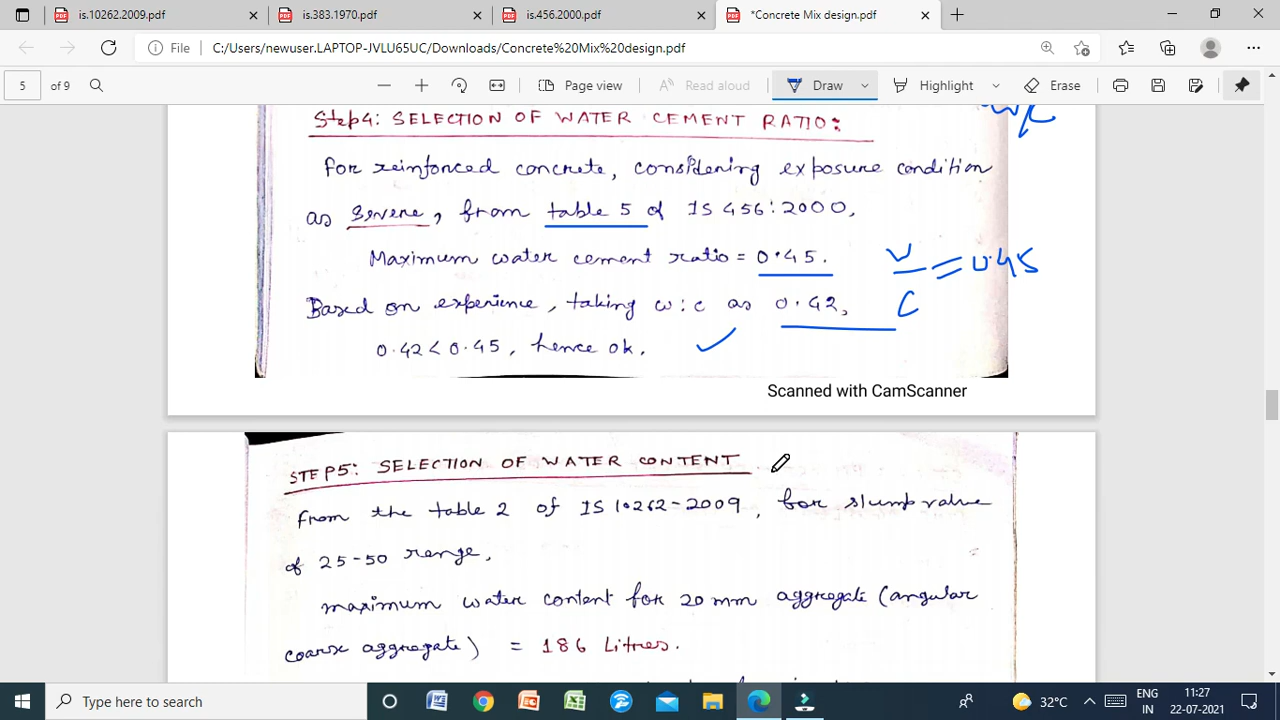 is.10262.2009.pdf
is.383.1970.pdf
is.456.2000.pdf
*Concrete Mix design.pdf
File
C:/Users/newuser.LAPTOP-JVLU65UC/Downloads/Concrete%20Mix%20design.pdf
5 of 9
Page view
Read aloud
Draw
Highlight
Erase
w/c
Step4: SELECTION OF WATER CEMENT RATIO:
for reinforced concrete, considering exposure condition
as severe, from table 5 of IS 456:2000,
Maximum water cement ratio = 0.45.
W/C = 0.45
Based on experience, taking w:c as 0.42,
0.42 < 0.45, hence ok.
Scanned with CamScanner
STEP5: SELECTION OF WATER CONTENT
From the table 2 of IS 10262-2009, for slump value
of 25-50 range,
maximum water content for 20 mm aggregate (angular
coarse aggregate) = 186 Litres.
Type here to search
32°C
ENG
IN
11:27
22-07-2021